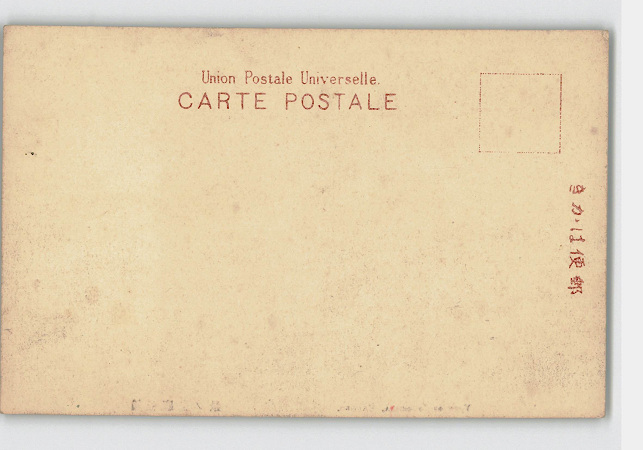 Union Postale Universelle.
CARTE POSTALE
きかは便郵